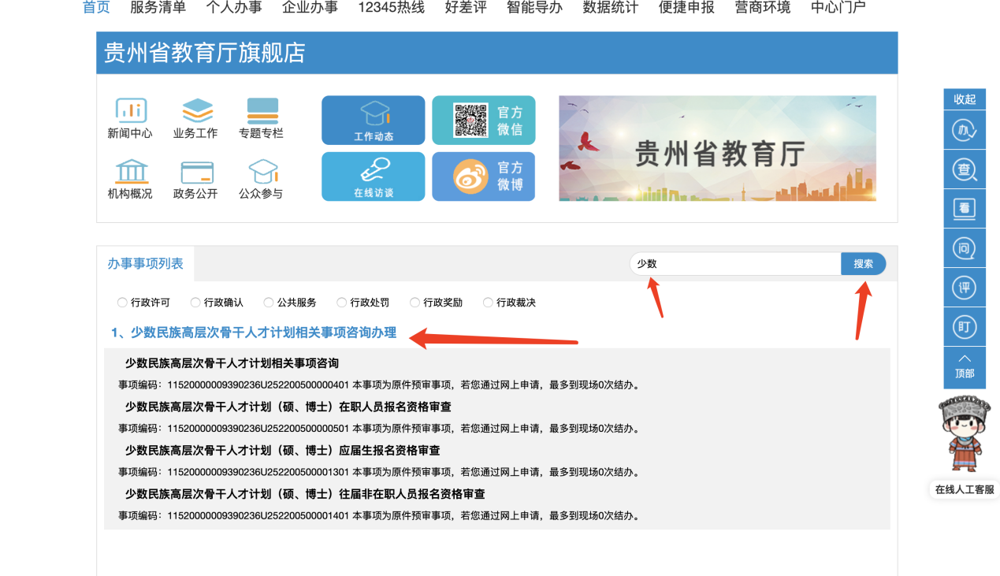 首页 服务清单 个人办事 企业办事 12345热线 好差评 智能导办 数据统计 便捷申报 营商环境 中心门户
贵州省教育厅旗舰店
新闻中心 业务工作 专题专栏
机构概况 政务公开 公众参与
工作动态
官方
微信
在线访谈
官方
微博
贵州省教育厅
收起
办
查
看
问
评
盯
顶部
在线人工客服
办事事项列表
少数 搜索
行政许可 行政确认 公共服务 行政处罚 行政奖励 行政裁决
1、少数民族高层次骨干人才计划相关事项咨询办理
少数民族高层次骨干人才计划相关事项咨询
事项编码：11520000009390236U252200500000401 本事项为原件预审事项，若您通过网上申请，最多到现场0次结办。
少数民族高层次骨干人才计划（硕、博士）在职人员报名资格审查
事项编码：11520000009390236U252200500000501 本事项为原件预审事项，若您通过网上申请，最多到现场0次结办。
少数民族高层次骨干人才计划（硕、博士）应届生报名资格审查
事项编码：11520000009390236U252200500001301 本事项为原件预审事项，若您通过网上申请，最多到现场0次结办。
少数民族高层次骨干人才计划（硕、博士）往届非在职人员报名资格审查
事项编码：11520000009390236U252200500001401 本事项为原件预审事项，若您通过网上申请，最多到现场0次结办。